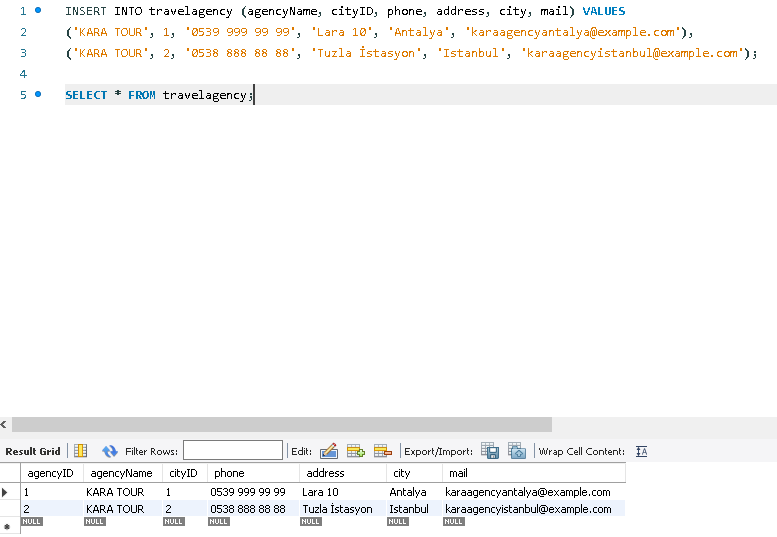 1 INSERT INTO travelagency (agencyName, cityID, phone, address, city, mail) VALUES
2 ('KARA TOUR', 1, '0539 999 99 99', 'Lara 10', 'Antalya', 'karaagencyantalya@example.com'),
3 ('KARA TOUR', 2, '0538 888 88 88', 'Tuzla İstasyon', 'Istanbul', 'karaagencyistanbul@example.com');
4
5 SELECT * FROM travelagency;
Result Grid Filter Rows: Edit: Export/Import: Wrap Cell Content:
agencyID agencyName cityID phone address city mail
1 KARA TOUR 1 0539 999 99 99 Lara 10 Antalya karaagencyantalya@example.com
2 KARA TOUR 2 0538 888 88 88 Tuzla İstasyon Istanbul karaagencyistanbul@example.com
NULL NULL NULL NULL NULL NULL NULL